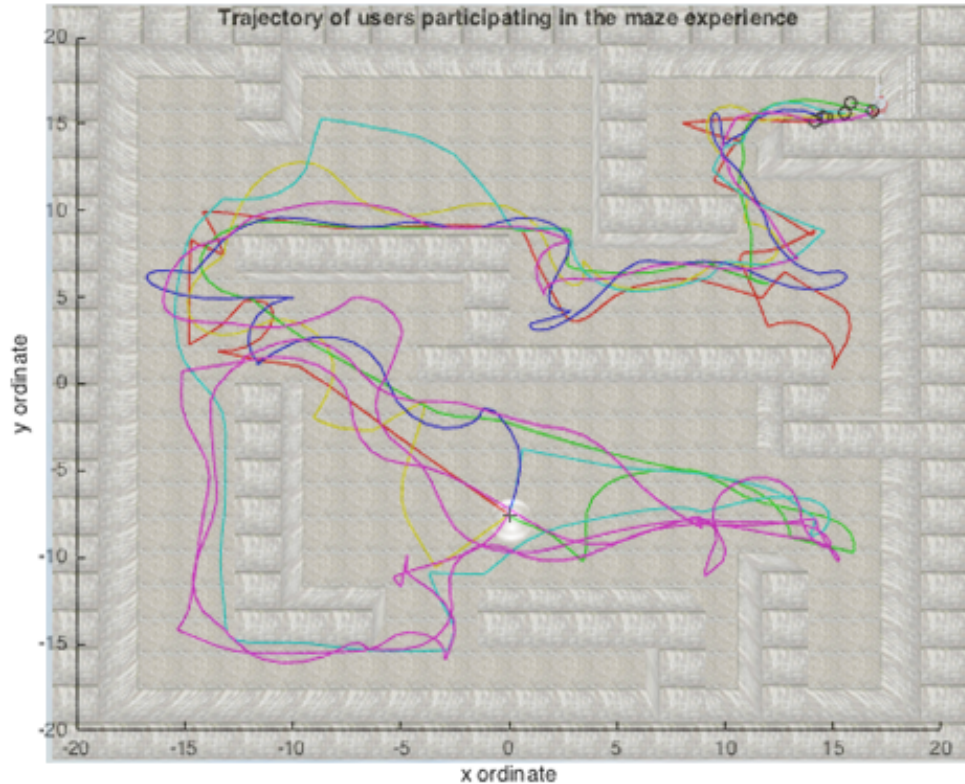 Trajectory of users participating in the maze experience
20
15
10
5
0
-5
-10
-15
-20
y ordinate
-20 -15 -10 -5 0 5 10 15 20
x ordinate